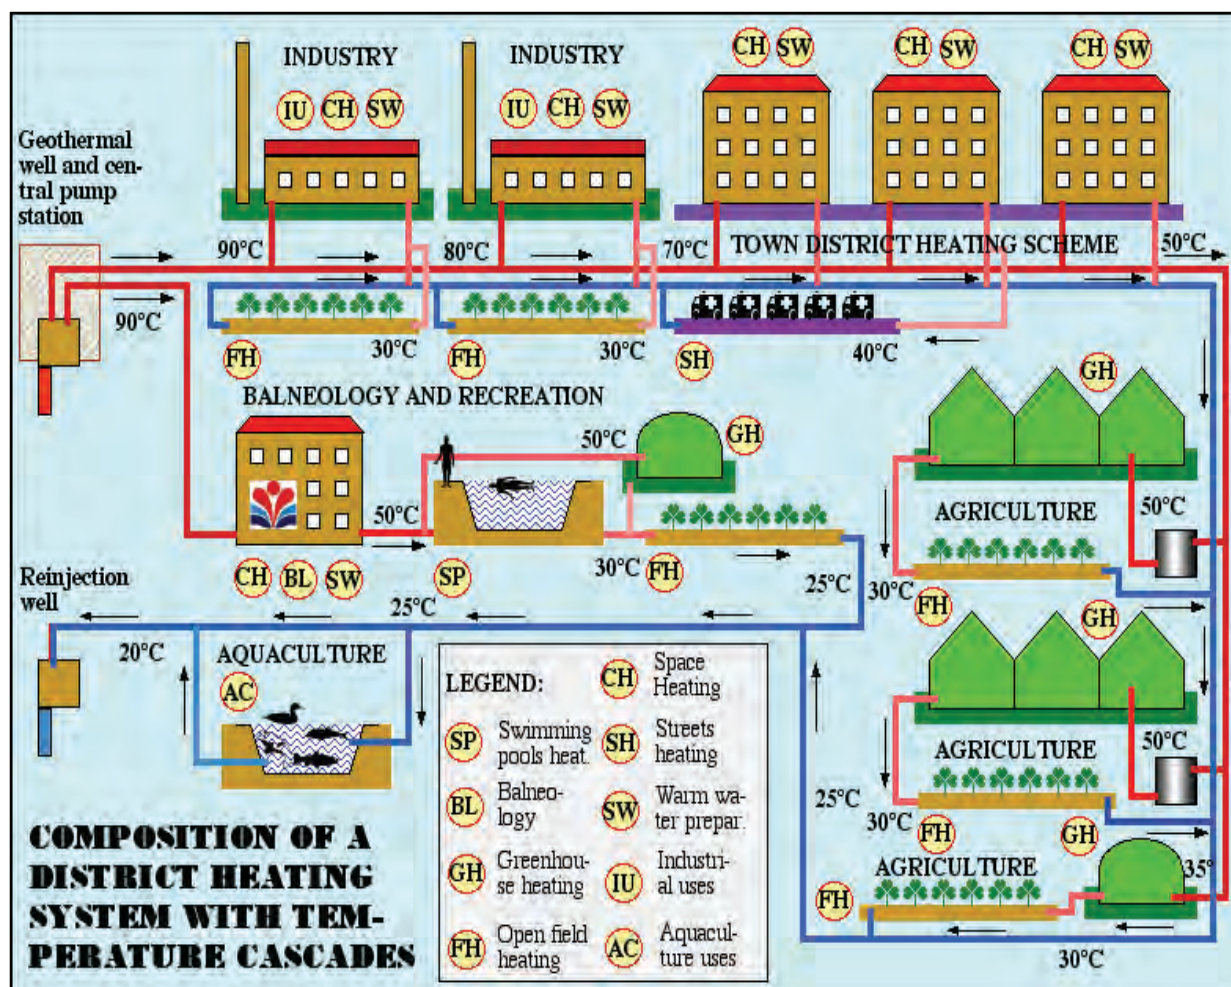 INDUSTRY
INDUSTRY
CH SW
CH SW
CH SW
IU CH SW
IU CH SW
Geothermal
well and cen-
tral pump
station
90°C
80°C
70°C
TOWN DISTRICT HEATING SCHEME
50°C
90°C
30°C
30°C
40°C
FH
FH
SH
BALNEOLOGY AND RECREATION
GH
50°C
GH
50°C
AGRICULTURE
50°C
CH BL SW
SP
30°C
FH
25°C
30°C
FH
Reinjection
well
25°C
GH
20°C
AQUACULTURE
AC
AGRICULTURE
50°C
25°C
30°C
FH
GH
AGRICULTURE
35°
FH
30°C
LEGEND:
SP Swimming
pools heat.
BL Balneo-
logy
GH Greenhou-
se heating
FH Open field
heating
CH Space
Heating
SH Streets
heating
SW Warm wa-
ter prepar.
IU Industri-
al uses
AC Aquacul-
ture uses
COMPOSITION OF A
DISTRICT HEATING
SYSTEM WITH TEM-
PERATURE CASCADES